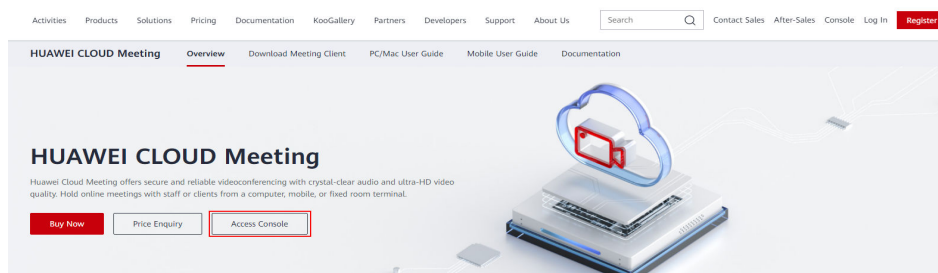 Activities Products Solutions Pricing Documentation KooGallery Partners Developers Support About Us Search Contact Sales After-Sales Console Log In Register
HUAWEI CLOUD Meeting Overview Download Meeting Client PC/Mac User Guide Mobile User Guide Documentation
HUAWEI CLOUD Meeting
Huawei Cloud Meeting offers secure and reliable videoconferencing with crystal-clear audio and ultra-HD video
quality. Hold online meetings with staff or clients from a computer, mobile, or fixed room terminal.
Buy Now Price Enquiry Access Console